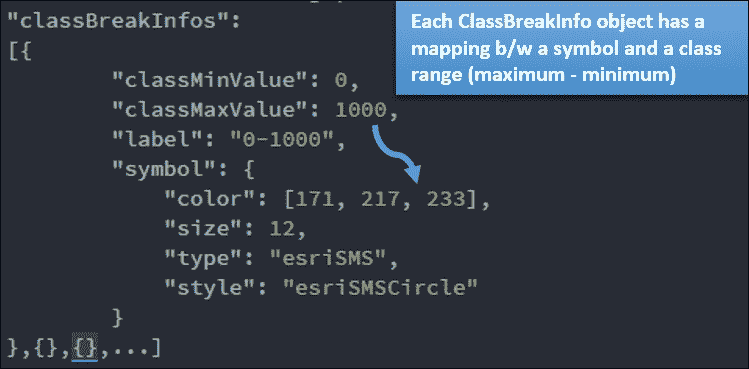 "classBreakInfos":
Each ClassBreakInfo object has a
mapping b/w a symbol and a class
range (maximum - minimum)
[{
"classMinValue": 0,
"classMaxValue": 1000,
"label": "0-1000",
"symbol": {
"color": [171, 217, 233],
"size": 12,
"type": "esriSMS",
"style": "esriSMSCircle"
}
},{},{},...]